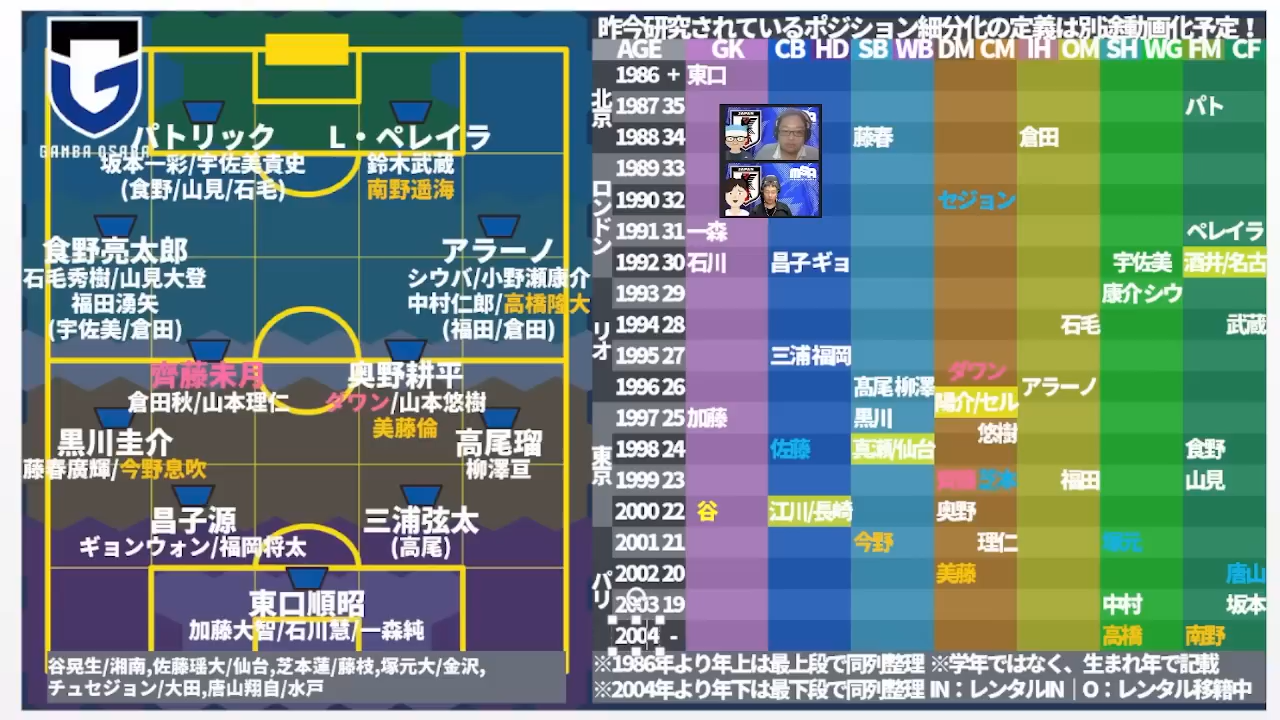 昨今研究されているポジション細分化の定義は別途動画化予定！
GAMBA OSAKA
パトリック
L・ペレイラ
坂本一彩/宇佐美貴史
鈴木武蔵
(食野/山見/石毛)
南野遥海
食野亮太郎
アラーノ
石毛秀樹/山見大登
シウバ/小野瀬康介
福田湧矢
中村仁郎/高橋隆大
(宇佐美/倉田)
(福田/倉田)
齊藤未月
奥野耕平
倉田秋/山本理仁
ダワン/山本悠樹
美藤倫
黒川圭介
高尾瑠
藤春廣輝/今野息吹
柳澤亘
昌子源
三浦弦太
ギョンウォン/福岡将太
(高尾)
東口順昭
加藤大智/石川慧/一森純
谷晃生/湘南,佐藤瑶大/仙台,芝本蓮/藤枝,塚元大/金沢,
チュセジョン/大田,唐山翔自/水戸
AGE GK CB HD SB WB DM CM IH OM SH WG FM CF
1986 + 東口
北京
1987 35 パト
1988 34 藤春 倉田
1989 33
ロンドン
1990 32 セジョン
1991 31 一森 ペレイラ
1992 30 石川 昌子 ギョ 宇佐美 酒井/名古
1993 29 康介 シウ
リオ
1994 28 石毛 武蔵
1995 27 三浦 福岡 ダワン
1996 26 髙尾 柳澤 陽介/セル アラーノ
1997 25 加藤 黒川 悠樹
東京
1998 24 佐藤 真瀬/仙台 食野
1999 23 齊藤 芝本 福田 山見
2000 22 谷 江川/長崎 奥野
2001 21 今野 理仁 塚元
パリ
2002 20 美藤 唐山
2003 19 中村 坂本
2004 - 高橋 南野
※1986年より年上は最上段で同列整理 ※学年ではなく、生まれ年で記載
※2004年より年下は最下段で同列整理 IN：レンタルIN｜O：レンタル移籍中